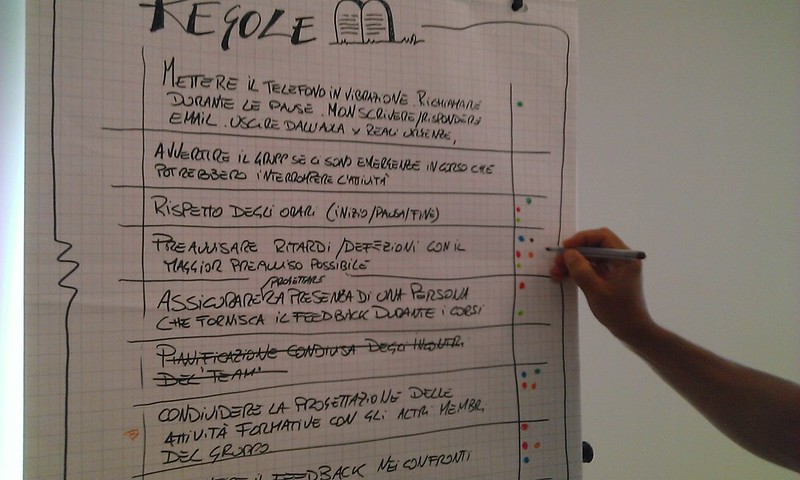 REGOLE
METTERE IL TELEFONO IN VIBRAZIONE. RICHIAMARE
DURANTE LE PAUSE. NON SCRIVERE/RISPONDERE
EMAIL. USCIRE DALL'AULA X REALI URGENZE,
AVVERTIRE IL GRUPPO SE CI SONO EMERGENZE IN CORSO CHE
POTREBBERO INTERROMPERE L'ATTIVITÀ
RISPETTO DEGLI ORARI (INIZIO/PAUSA/FINE)
PREAVVISARE RITARDI/DEFEZIONI CON IL
MAGGIOR PREAVVISO POSSIBILE
PROGETTARE
ASSICURARE LA PRESENZA DI UNA PERSONA
CHE FORNISCA IL FEEDBACK DURANTE I CORSI
PIANIFICAZIONE CONDIVISA DEGLI INCONTRI
DEL "TEAM"
CONDIVIDERE LA PROGETTAZIONE DELLE
ATTIVITÀ FORMATIVE CON GLI ALTRI MEMBRI
DEL GRUPPO
IL FEEDBACK NEI CONFRONTI